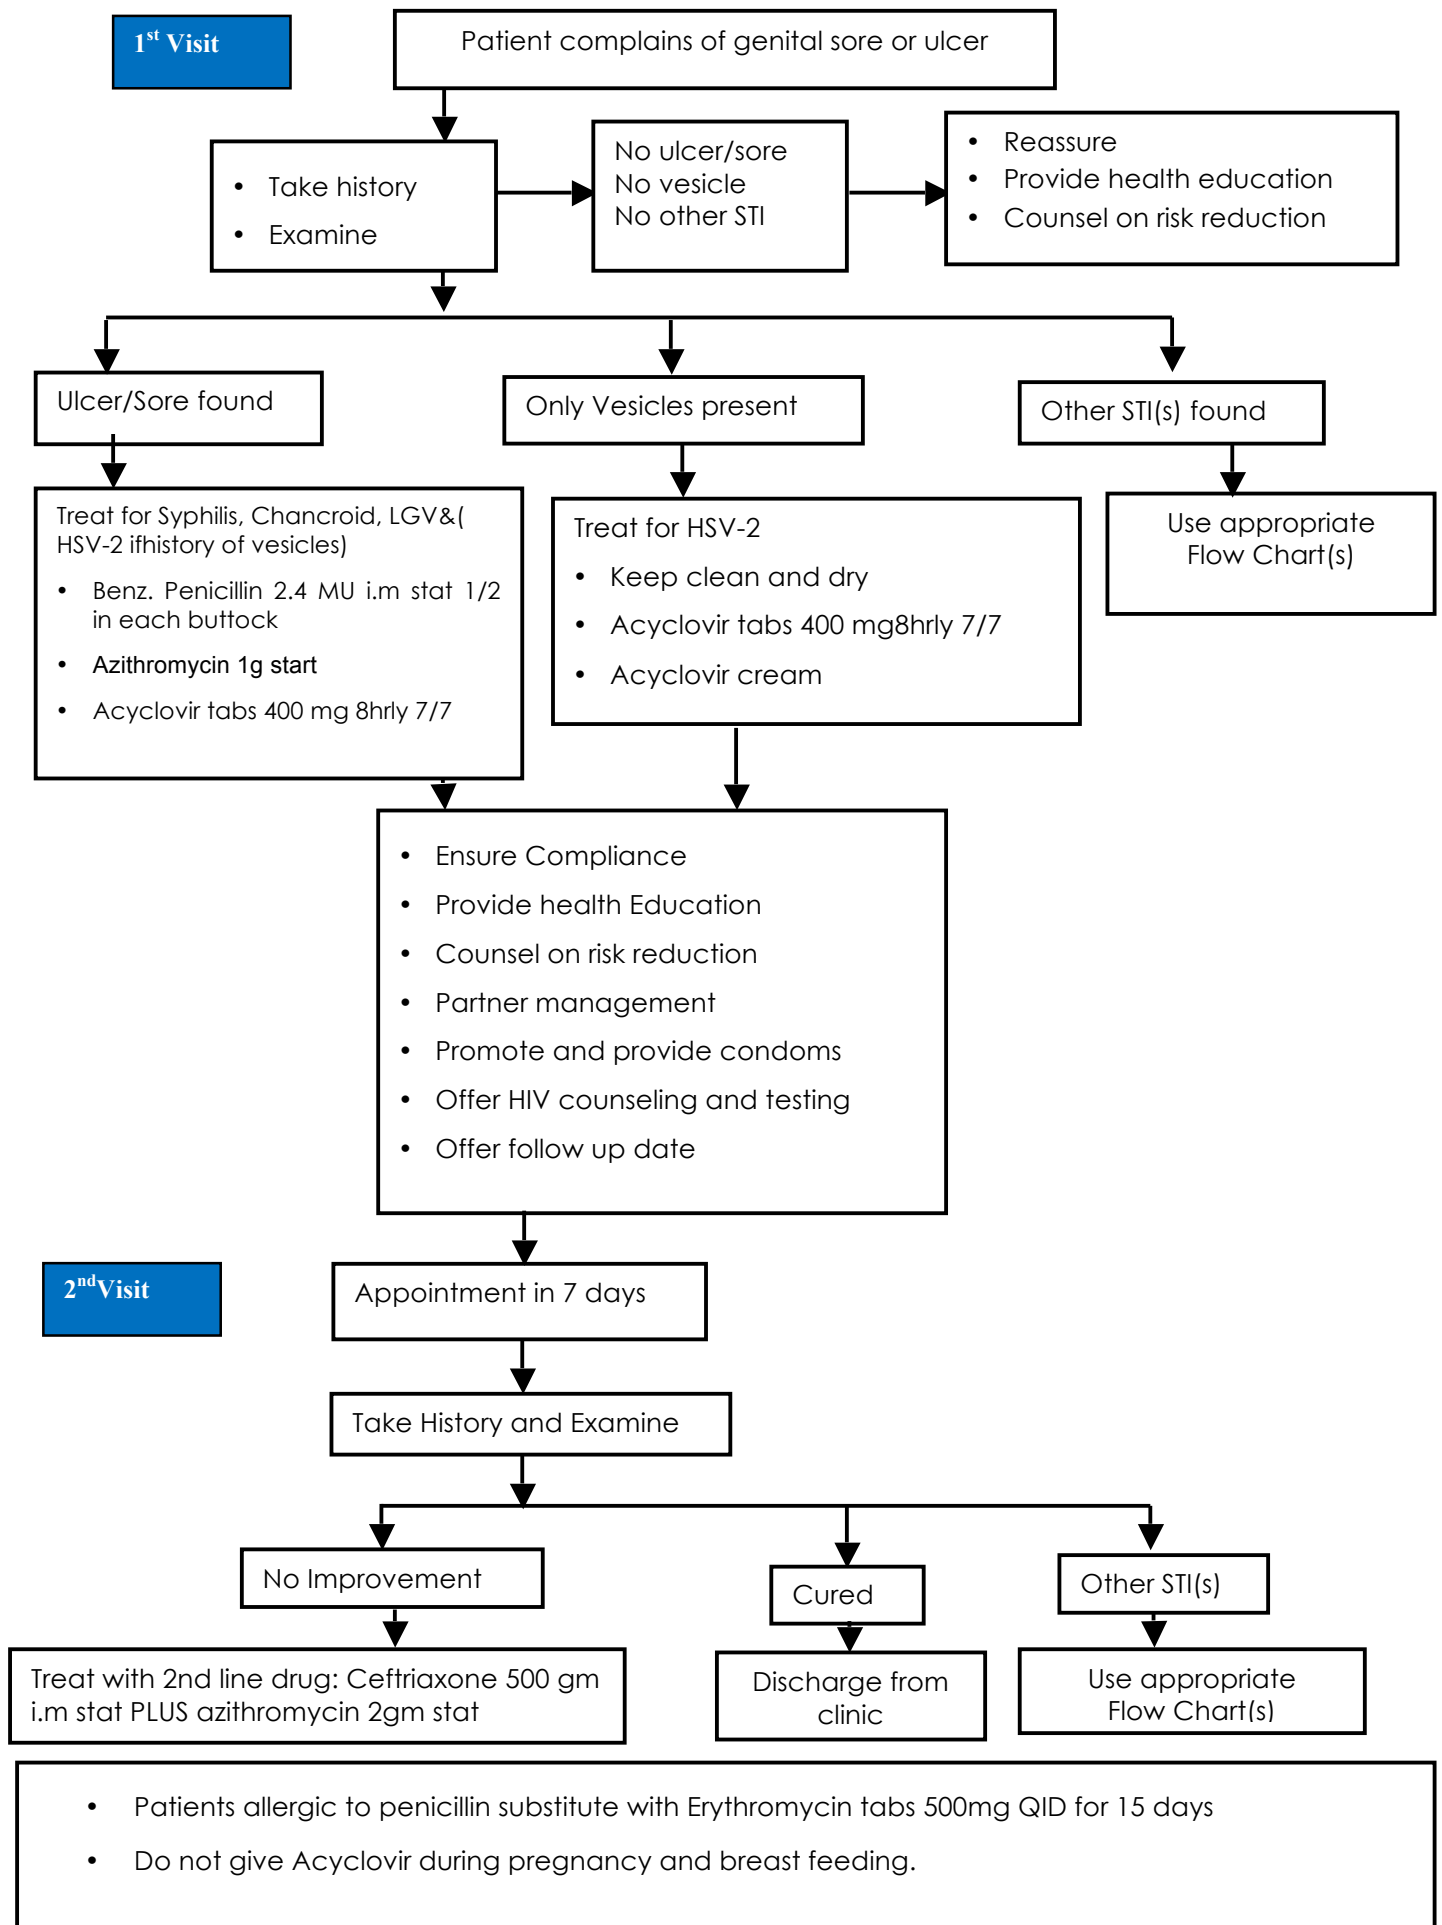 1st Visit
Patient complains of genital sore or ulcer
• Take history
• Examine
No ulcer/sore
No vesicle
No other STI
• Reassure
• Provide health education
• Counsel on risk reduction
Ulcer/Sore found
Only Vesicles present
Other STI(s) found
Treat for Syphilis, Chancroid, LGV&(
HSV-2 ifhistory of vesicles)
• Benz. Penicillin 2.4 MU i.m stat 1/2
in each buttock
• Azithromycin 1g start
• Acyclovir tabs 400 mg 8hrly 7/7
Treat for HSV-2
• Keep clean and dry
• Acyclovir tabs 400 mg8hrly 7/7
• Acyclovir cream
Use appropriate
Flow Chart(s)
• Ensure Compliance
• Provide health Education
• Counsel on risk reduction
• Partner management
• Promote and provide condoms
• Offer HIV counseling and testing
• Offer follow up date
2ndVisit
Appointment in 7 days
Take History and Examine
No Improvement
Cured
Other STI(s)
Treat with 2nd line drug: Ceftriaxone 500 gm
i.m stat PLUS azithromycin 2gm stat
Discharge from
clinic
Use appropriate
Flow Chart(s)
• Patients allergic to penicillin substitute with Erythromycin tabs 500mg QID for 15 days
• Do not give Acyclovir during pregnancy and breast feeding.